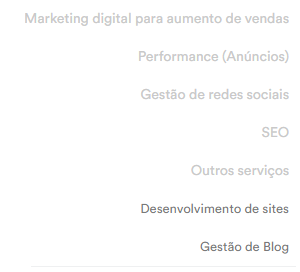 Marketing digital para aumento de vendas
Performance (Anúncios)
Gestão de redes sociais
SEO
Outros serviços
Desenvolvimento de sites
Gestão de Blog